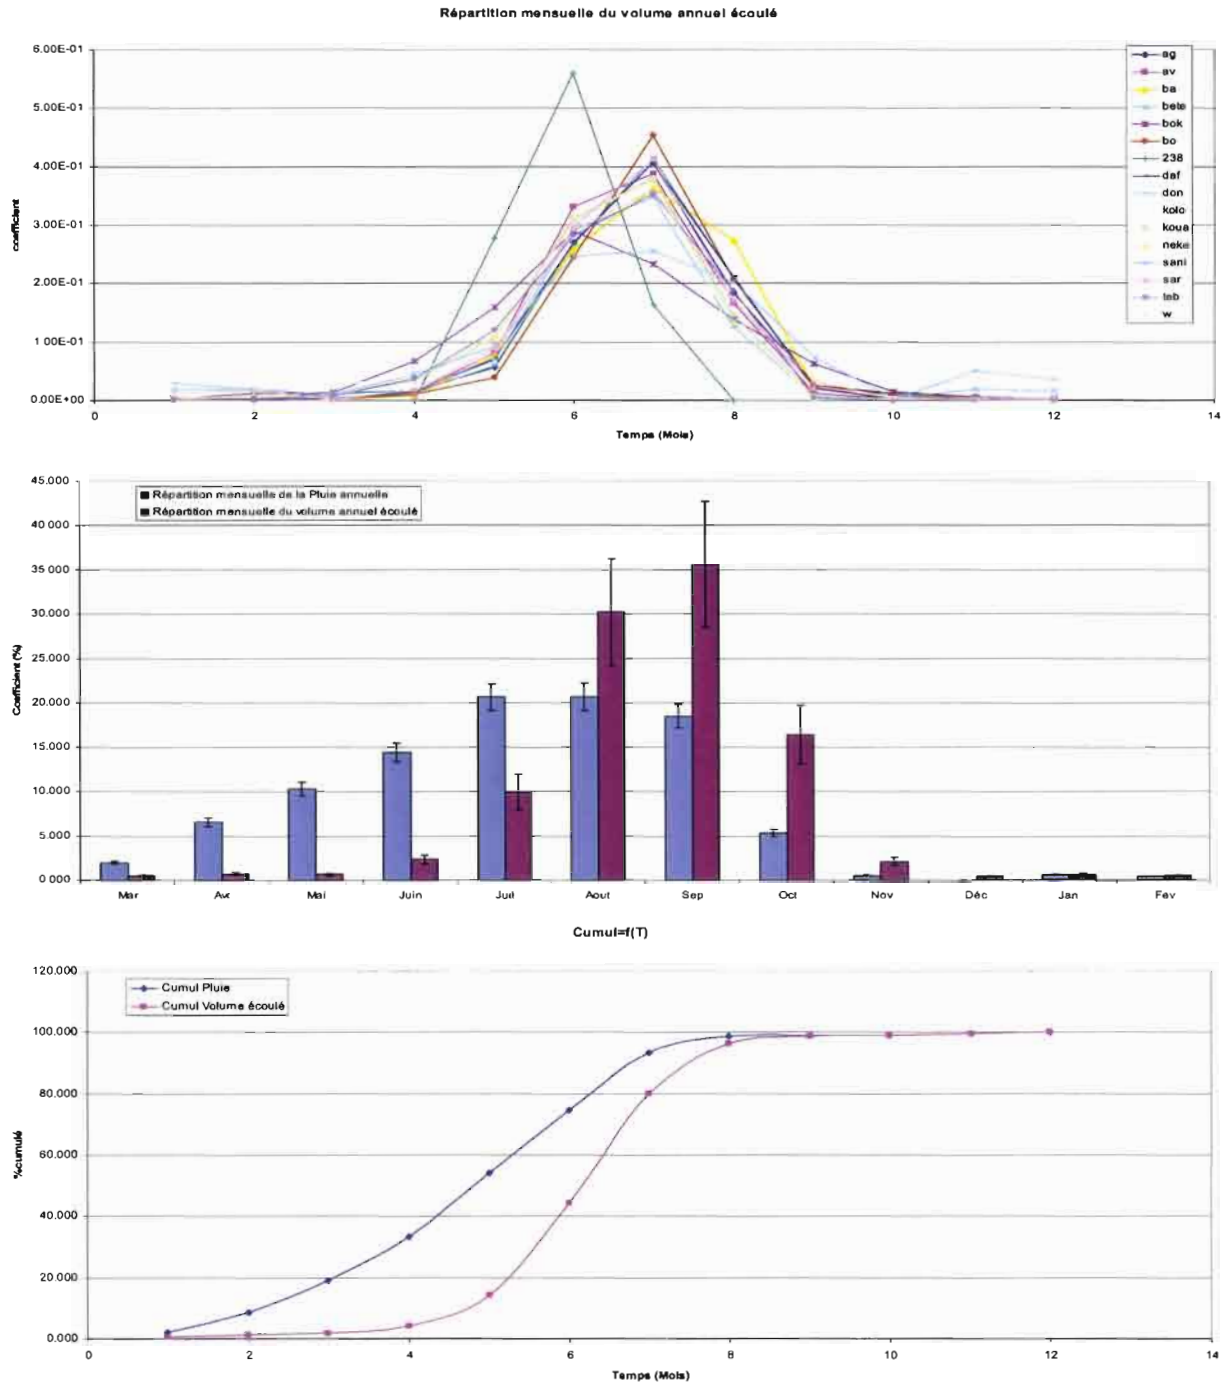 Répartition mensuelle du volume annuel écoulé
6.00E-01
5.00E-01
4.00E-01
3.00E-01
2.00E-01
1.00E-01
0.00E+00
coefficient
0 2 4 6 8 10 12 14
Temps (Mois)
ag
av
ba
bete
bok
bo
238
daf
don
kolo
koua
neke
sani
sar
teb
w
45.000
40 000
35 000
30.000
25 000
20.000
15 000
10 000
5 000
0 000
Coefficient (%)
Répartition mensuelle de la Pluie annuelle
Répartition mensuelle du volume annuel écoulé
Mar Avr Mai Juin Juil Aout Sep Oct Nov Déc Jan Fev
Cumul=f(T)
120.000
100.000
80.000
60.000
40.000
20.000
0.000
%cumulé
Cumul Pluie
Cumul Volume écoulé
0 2 4 6 8 10 12 14
Temps (Mois)